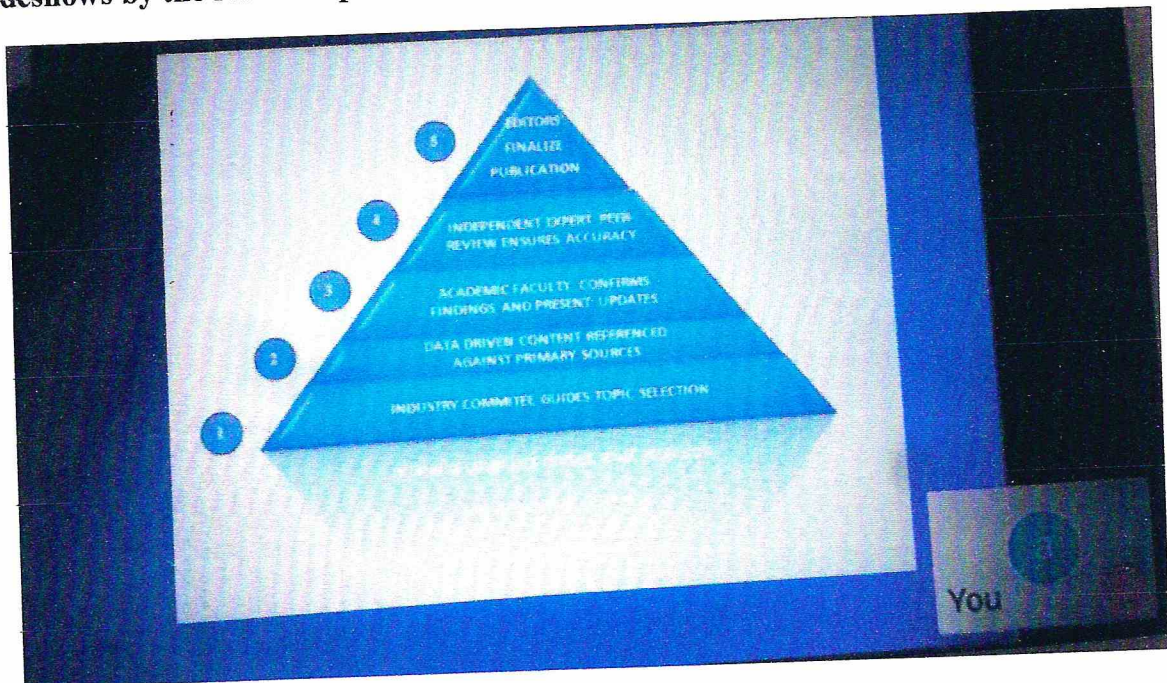 deshows by the
5
EDITORS
FINALIZE
PUBLICATION
4
INDEPENDENT EXPERT PEER
REVIEW ENSURES ACCURACY
3
ACADEMIC FACULTY CONFIRMS
FINDINGS AND PRESENT UPDATES
2
DATA DRIVEN CONTENT REFERENCED
AGAINST PRIMARY SOURCES
1
INDUSTRY COMMITEE GUIDES TOPIC SELECTION
You